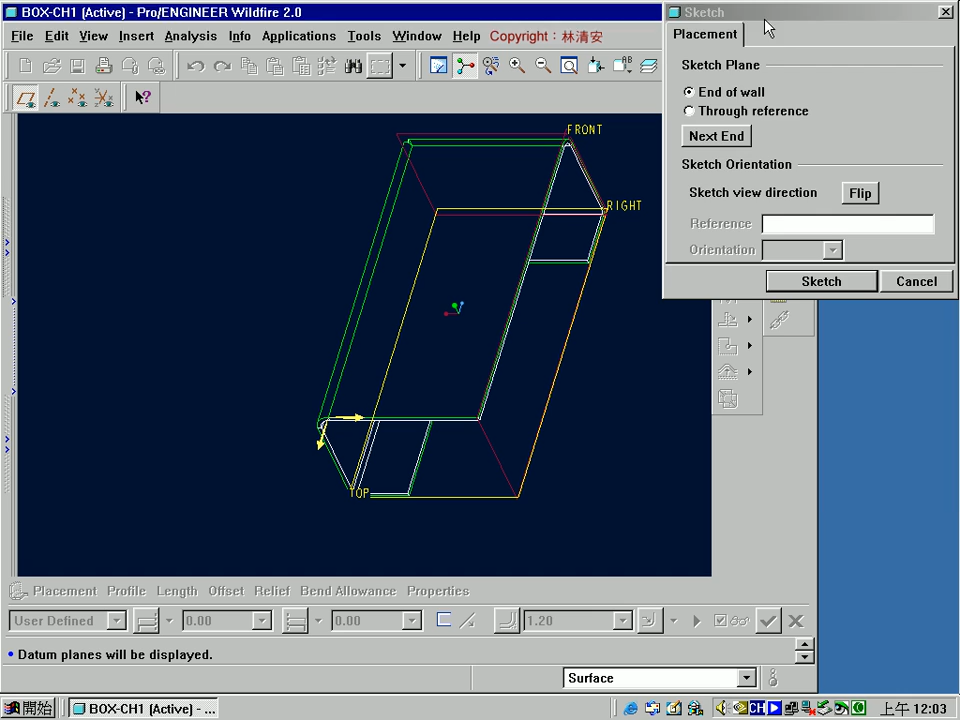 BOX-CH1 (Active) - Pro/ENGINEER Wildfire 2.0
File Edit View Insert Analysis Info Applications Tools Window Help Copyright：林清安
Sketch
Placement
Sketch Plane
End of wall
Through reference
Next End
Sketch Orientation
Sketch view direction Flip
Reference
Orientation
Sketch Cancel
FRONT
RIGHT
TOP
Placement Profile Length Offset Relief Bend Allowance Properties
User Defined 0.00 0.00 1.20
• Datum planes will be displayed.
Surface
開始 BOX-CH1 (Active) - ... CH 上午 12:03